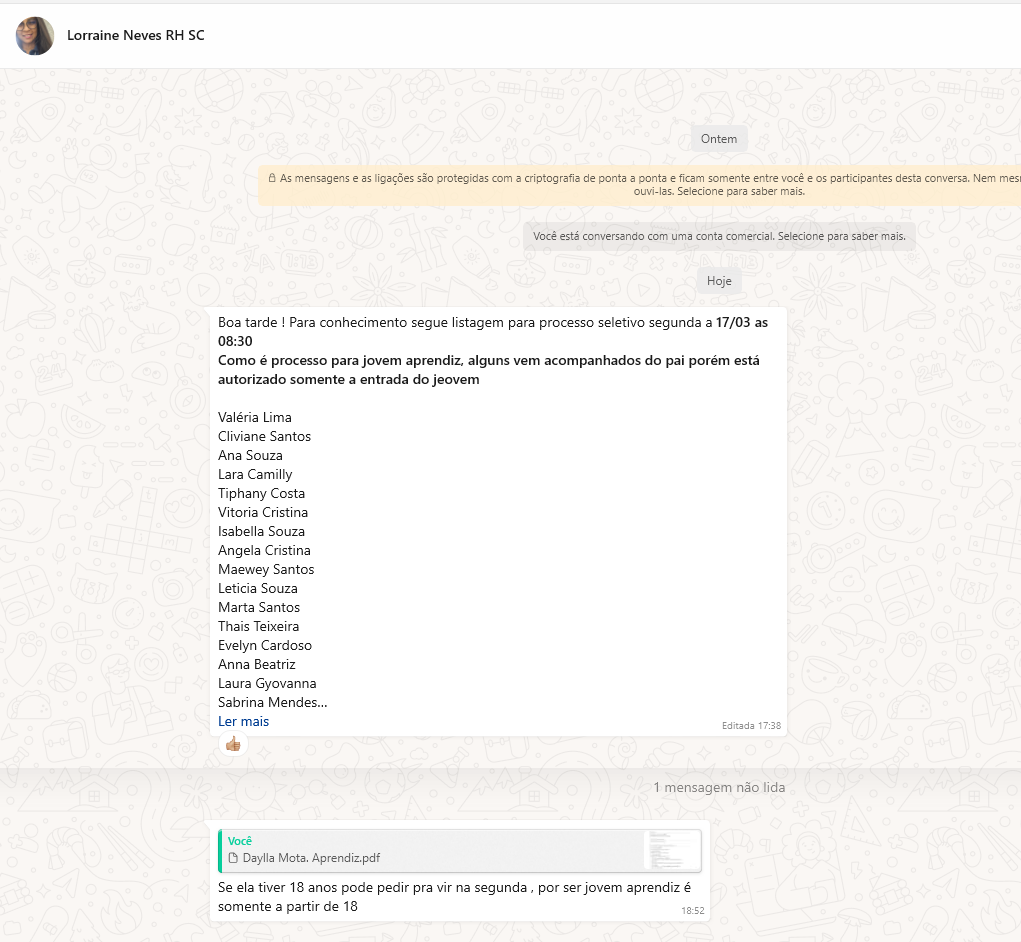 Lorraine Neves RH SC
Ontem
As mensagens e as ligações são protegidas com a criptografia de ponta a ponta e ficam somente entre você e os participantes desta conversa. Nem
ouvi-las. Selecione para saber mais.
Você está conversando com uma conta comercial. Selecione para saber mais.
Hoje
Boa tarde ! Para conhecimento segue listagem para processo seletivo segunda a 17/03 as
08:30
Como é processo para jovem aprendiz, alguns vem acompanhados do pai porém está
autorizado somente a entrada do jeovem
Valéria Lima
Cliviane Santos
Ana Souza
Lara Camilly
Tiphany Costa
Vitoria Cristina
Isabella Souza
Angela Cristina
Maewey Santos
Leticia Souza
Marta Santos
Thais Teixeira
Evelyn Cardoso
Anna Beatriz
Laura Gyovanna
Sabrina Mendes...
Ler mais
Editada 17:38
1 mensagem não lida
Você
Daylla Mota. Aprendiz.pdf
Se ela tiver 18 anos pode pedir pra vir na segunda , por ser jovem aprendiz é
somente a partir de 18
18:52